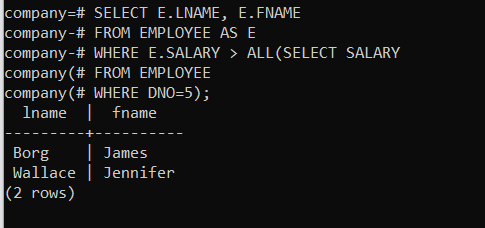 company=# SELECT E.LNAME, E.FNAME
company-# FROM EMPLOYEE AS E
company-# WHERE E.SALARY > ALL(SELECT SALARY
company(# FROM EMPLOYEE
company(# WHERE DNO=5);
  lname  |  fname
---------+----------
 Borg    | James
 Wallace | Jennifer
(2 rows)